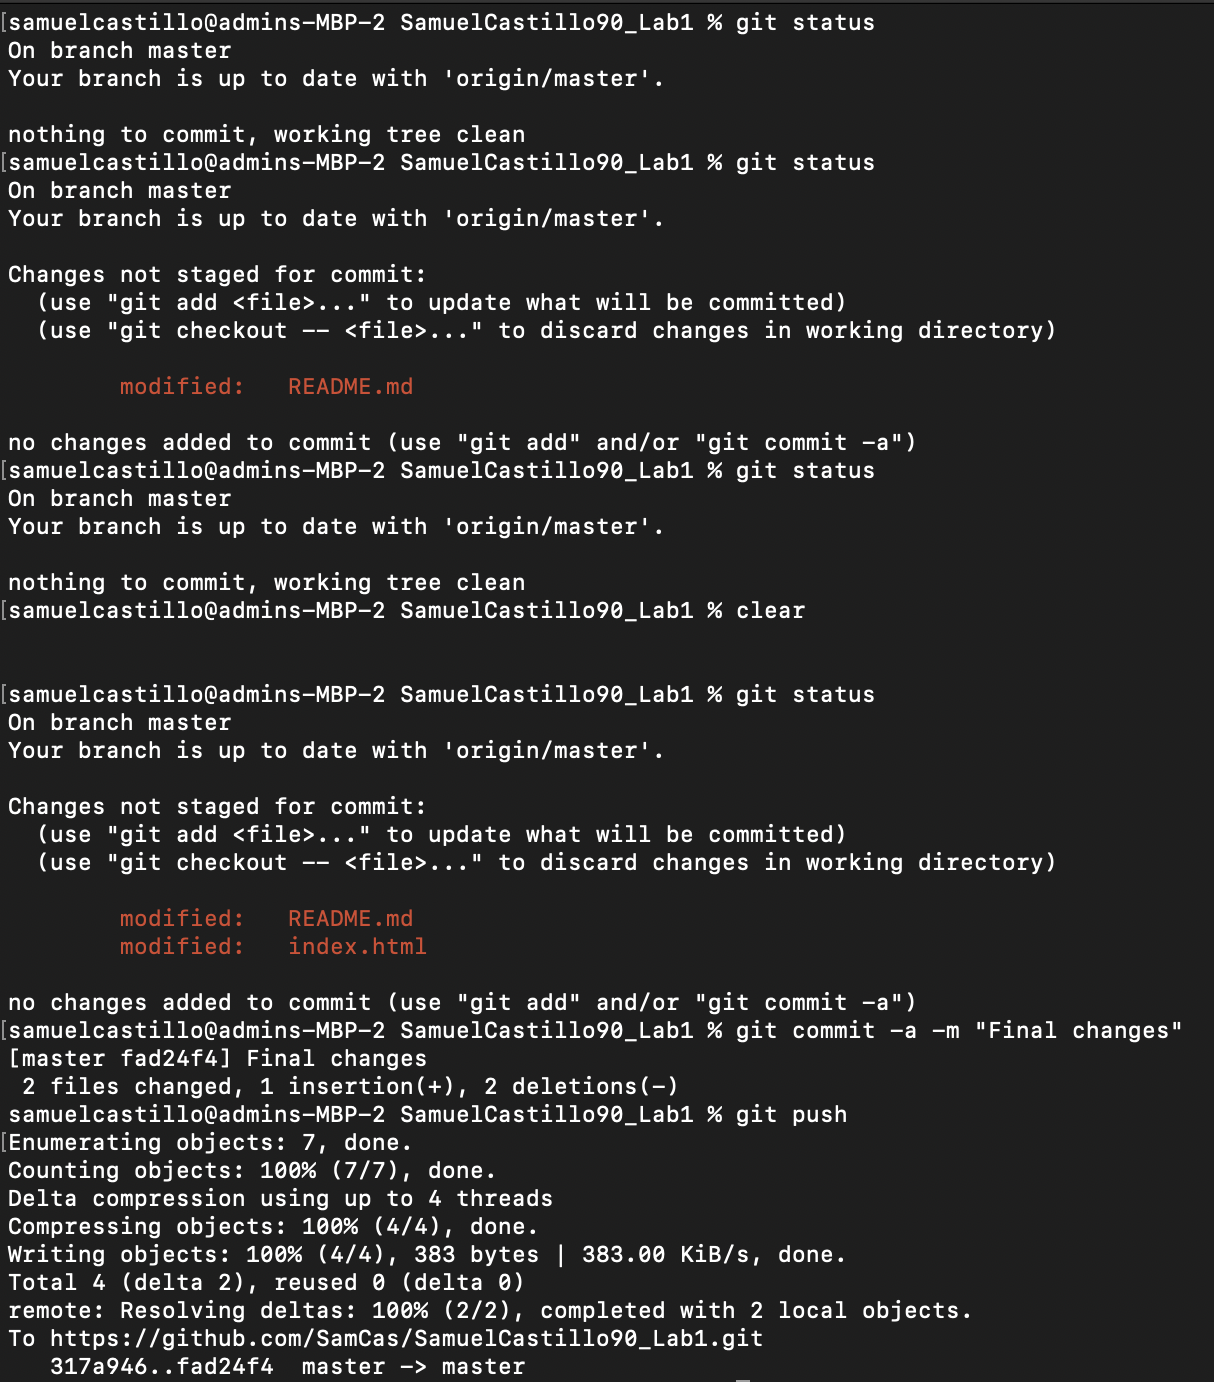 [samuelcastillo@admins-MBP-2 SamuelCastillo90_Lab1 % git status
On branch master
Your branch is up to date with 'origin/master'.

nothing to commit, working tree clean
[samuelcastillo@admins-MBP-2 SamuelCastillo90_Lab1 % git status
On branch master
Your branch is up to date with 'origin/master'.

Changes not staged for commit:
  (use "git add <file>..." to update what will be committed)
  (use "git checkout -- <file>..." to discard changes in working directory)

        modified:   README.md

no changes added to commit (use "git add" and/or "git commit -a")
[samuelcastillo@admins-MBP-2 SamuelCastillo90_Lab1 % git status
On branch master
Your branch is up to date with 'origin/master'.

nothing to commit, working tree clean
[samuelcastillo@admins-MBP-2 SamuelCastillo90_Lab1 % clear

[samuelcastillo@admins-MBP-2 SamuelCastillo90_Lab1 % git status
On branch master
Your branch is up to date with 'origin/master'.

Changes not staged for commit:
  (use "git add <file>..." to update what will be committed)
  (use "git checkout -- <file>..." to discard changes in working directory)

        modified:   README.md
        modified:   index.html

no changes added to commit (use "git add" and/or "git commit -a")
[samuelcastillo@admins-MBP-2 SamuelCastillo90_Lab1 % git commit -a -m "Final changes"
[master fad24f4] Final changes
 2 files changed, 1 insertion(+), 2 deletions(-)
samuelcastillo@admins-MBP-2 SamuelCastillo90_Lab1 % git push
[Enumerating objects: 7, done.
Counting objects: 100% (7/7), done.
Delta compression using up to 4 threads
Compressing objects: 100% (4/4), done.
Writing objects: 100% (4/4), 383 bytes | 383.00 KiB/s, done.
Total 4 (delta 2), reused 0 (delta 0)
remote: Resolving deltas: 100% (2/2), completed with 2 local objects.
To https://github.com/SamCas/SamuelCastillo90_Lab1.git
   317a946..fad24f4  master -> master